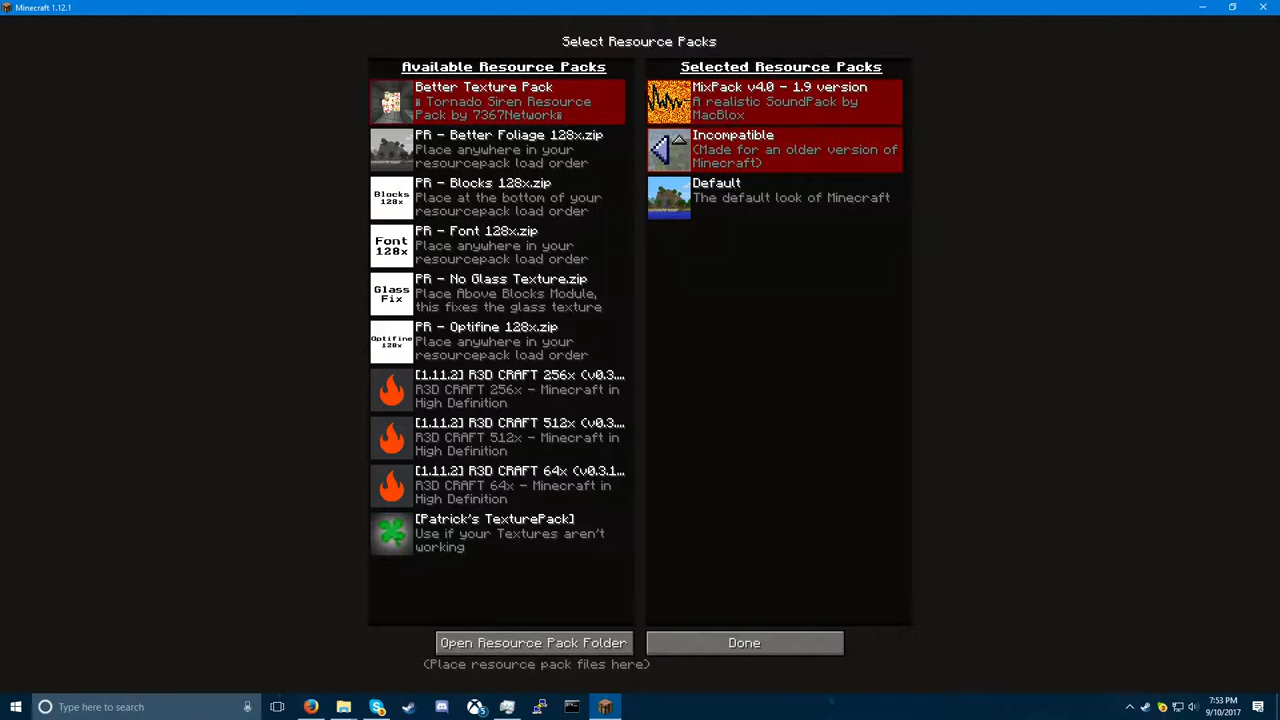 Minecraft 1.12.1
Select Resource Packs
Available Resource Packs
Better Texture Pack
Tornado Siren Resource
Pack by 7367Network
PR - Better Foliage 128x.zip
Place anywhere in your
resourcepack load order
Blocks
128x
PR - Blocks 128x.zip
Place at the bottom of your
resourcepack load order
Font
128x
PR - Font 128x.zip
Place anywhere in your
resourcepack load order
Glass
Fix
PR - No Glass Texture.zip
Place Above Blocks Module,
this fixes the glass texture
Optifine
128x
PR - Optifine 128x.zip
Place anywhere in your
resourcepack load order
[1.11.2] R3D CRAFT 256x (v0.3....
R3D CRAFT 256x - Minecraft in
High Definition
[1.11.2] R3D CRAFT 512x (v0.3....
R3D CRAFT 512x - Minecraft in
High Definition
[1.11.2] R3D CRAFT 64x (v0.3.1...
R3D CRAFT 64x - Minecraft in
High Definition
[Patrick's TexturePack]
Use if your Textures aren't
working
Selected Resource Packs
MixPack v4.0 - 1.9 version
A realistic SoundPack by
MacBlox
Incompatible
(Made for an older version of
Minecraft)
Default
The default look of Minecraft
Open Resource Pack Folder
Done
(Place resource pack files here)
Type here to search
5
7:53 PM
9/10/2017